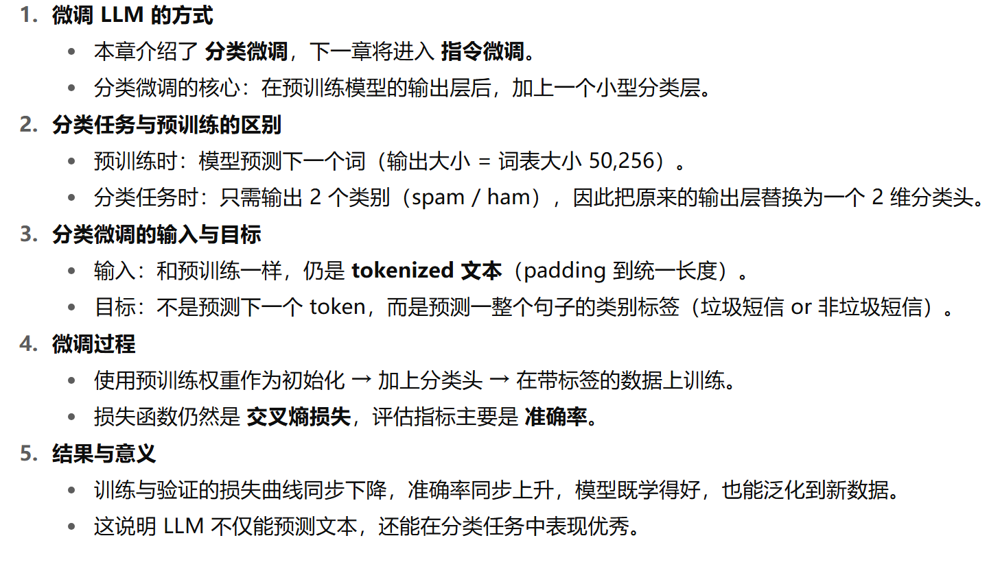 1. 微调 LLM 的方式
• 本章介绍了 分类微调，下一章将进入 指令微调。
• 分类微调的核心：在预训练模型的输出层后，加上一个小型分类层。
2. 分类任务与预训练的区别
• 预训练时：模型预测下一个词（输出大小 = 词表大小 50,256）。
• 分类任务时：只需输出 2 个类别（spam / ham），因此把原来的输出层替换为一个 2 维分类头。
3. 分类微调的输入与目标
• 输入：和预训练一样，仍是 tokenized 文本（padding 到统一长度）。
• 目标：不是预测下一个 token，而是预测一整个句子的类别标签（垃圾短信 or 非垃圾短信）。
4. 微调过程
• 使用预训练权重作为初始化 → 加上分类头 → 在带标签的数据上训练。
• 损失函数仍然是 交叉熵损失，评估指标主要是 准确率。
5. 结果与意义
• 训练与验证的损失曲线同步下降，准确率同步上升，模型既学得好，也能泛化到新数据。
• 这说明 LLM 不仅能预测文本，还能在分类任务中表现优秀。